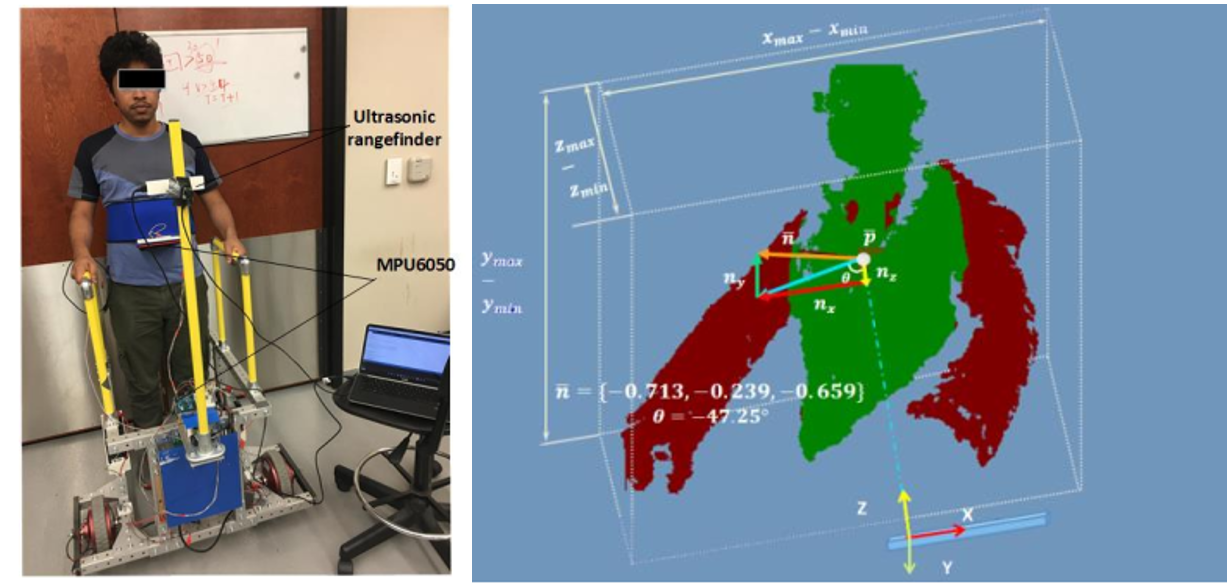 Ultrasonic
rangefinder
MPU6050
x_max − x_min
z_max
−
z_min
y_max
−
y_min
n̅
p̅
n_y
n_z
θ
n_x
n̅ = {−0.713, −0.239, −0.659}
θ = −47.25°
Z
X
Y